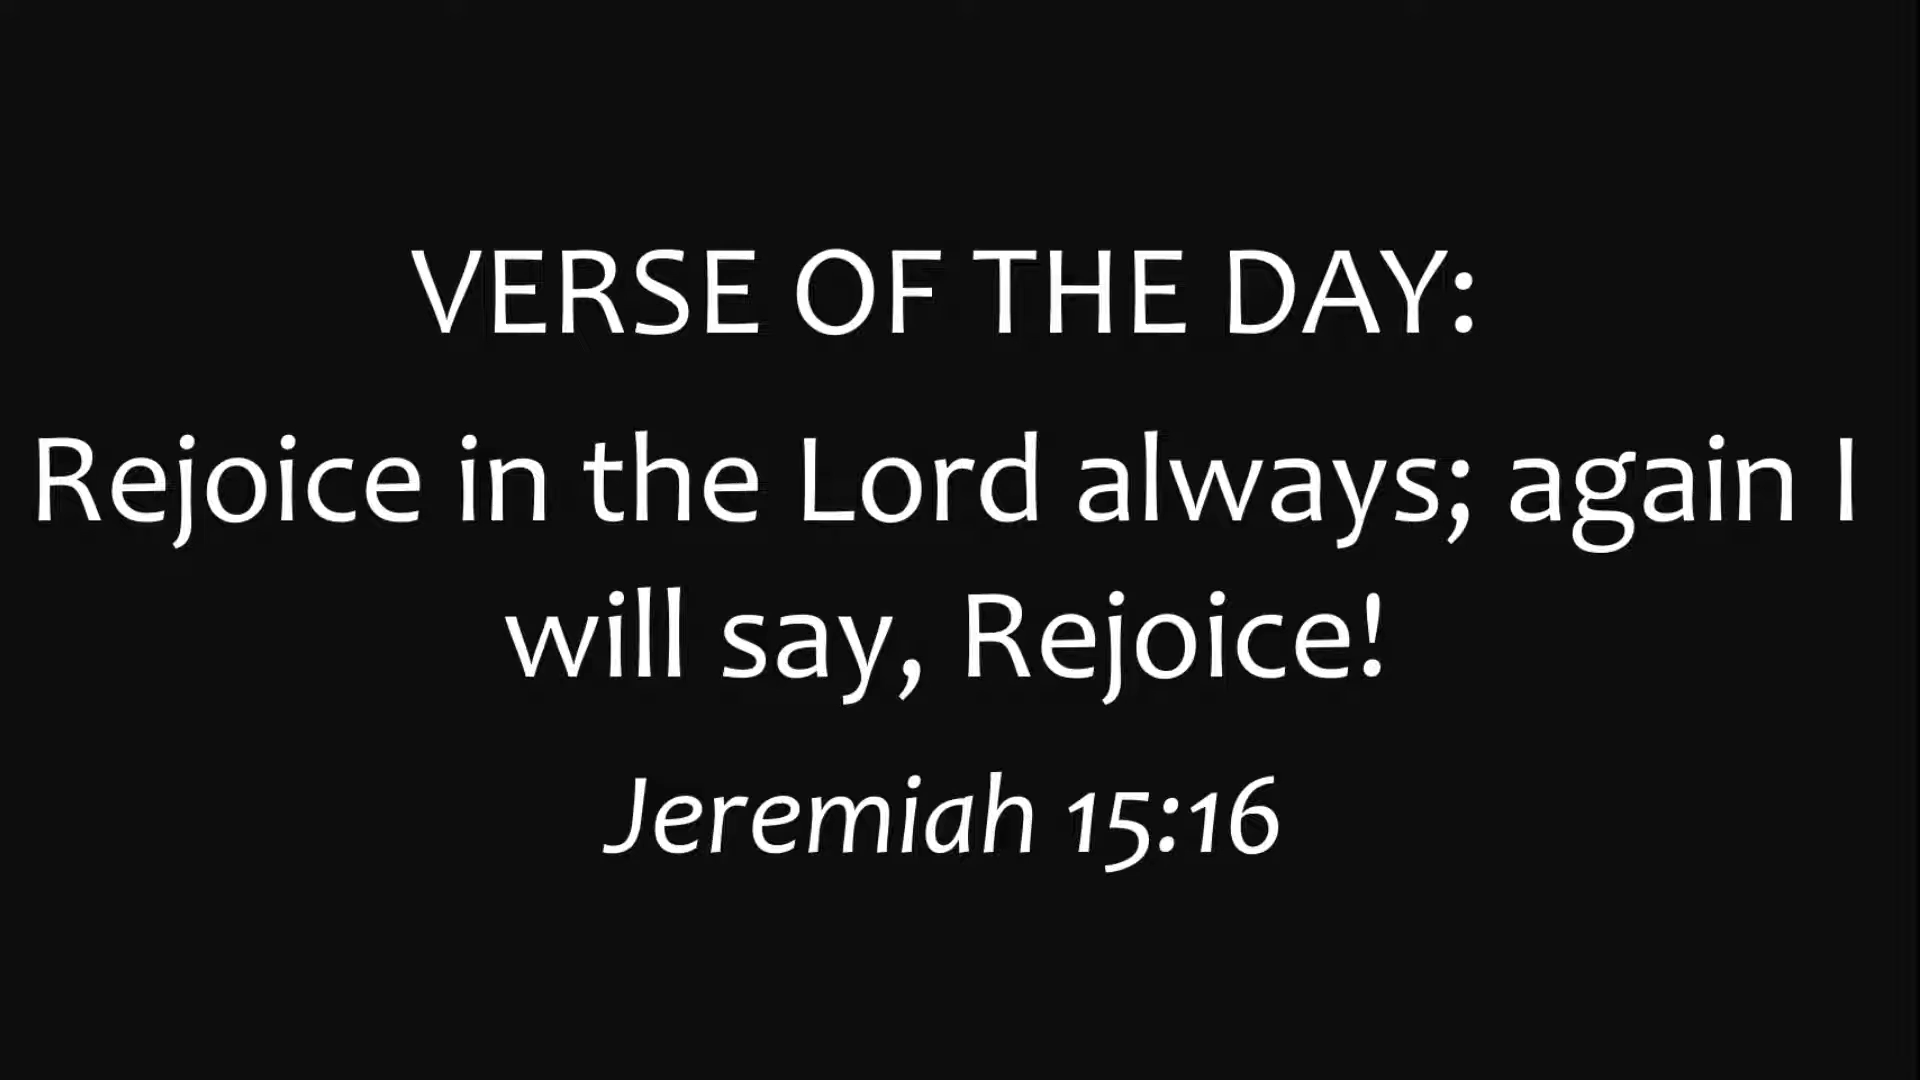 VERSE OF THE DAY:
Rejoice in the Lord always; again I
will say, Rejoice!
Jeremiah 15:16